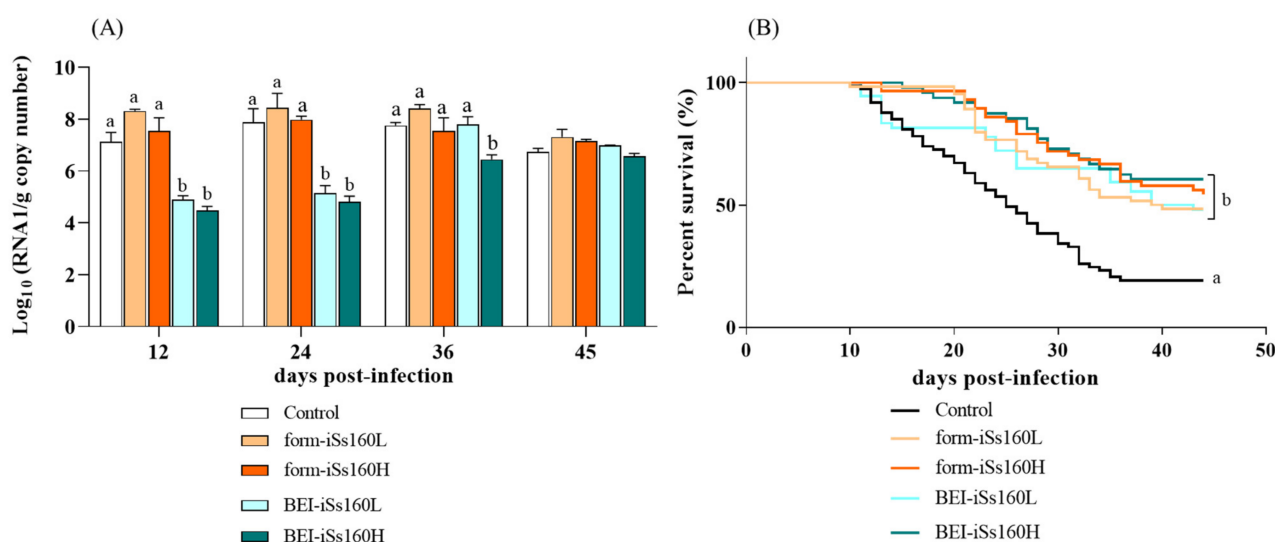 (A)
Log10 (RNA1/g copy number)
10
8
6
4
2
0
a a a b b
a a a b b
a a a a b
12 24 36 45
days post-infection
Control
form-iSs160L
form-iSs160H
BEI-iSs160L
BEI-iSs160H
(B)
Percent survival (%)
100
50
0
b
a
0 10 20 30 40 50
days post-infection
Control
form-iSs160L
form-iSs160H
BEI-iSs160L
BEI-iSs160H